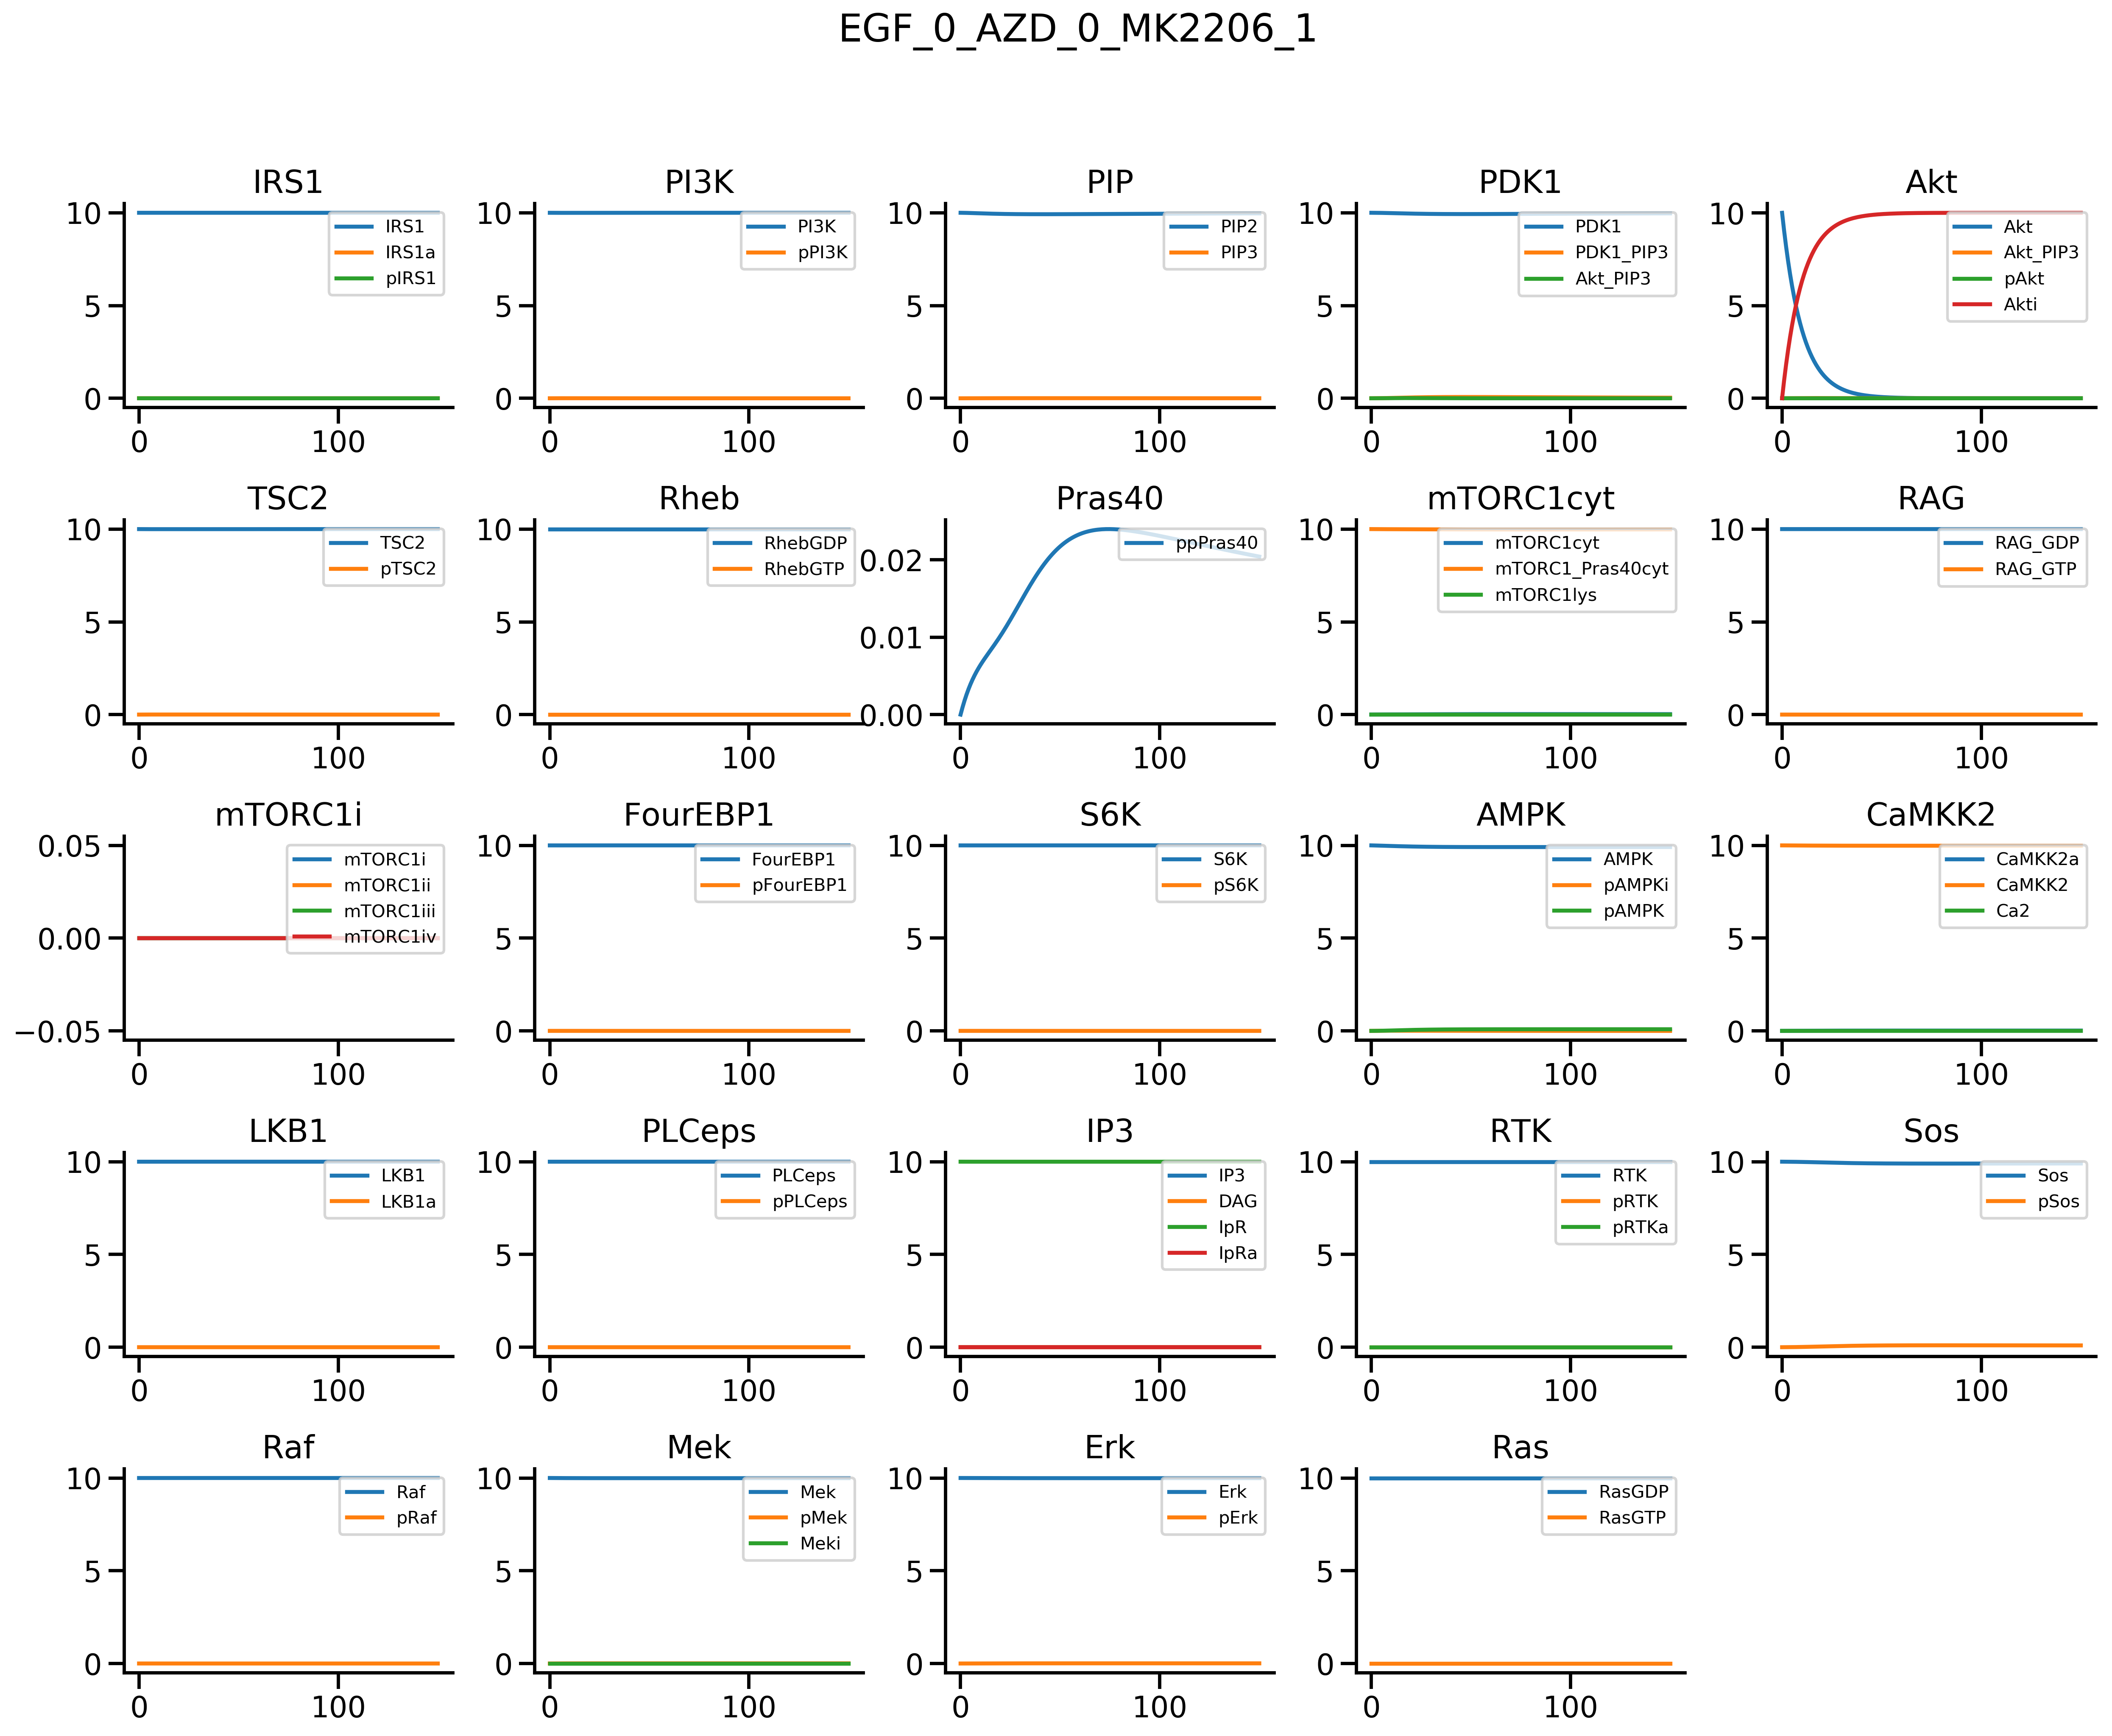 EGF_0_AZD_0_MK2206_1
IRS1
10
5
0
0 100
IRS1
IRS1a
pIRS1
PI3K
10
5
0
0 100
PI3K
pPI3K
PIP
10
5
0
0 100
PIP2
PIP3
PDK1
10
5
0
0 100
PDK1
PDK1_PIP3
Akt_PIP3
Akt
10
5
0
0 100
Akt
Akt_PIP3
pAkt
Akti
TSC2
10
5
0
0 100
TSC2
pTSC2
Rheb
10
5
0
0 100
RhebGDP
RhebGTP
Pras40
0.02
0.01
0.00
0 100
ppPras40
mTORC1cyt
10
5
0
0 100
mTORC1cyt
mTORC1_Pras40cyt
mTORC1lys
RAG
10
5
0
0 100
RAG_GDP
RAG_GTP
mTORC1i
0.05
0.00
−0.05
0 100
mTORC1i
mTORC1ii
mTORC1iii
mTORC1iv
FourEBP1
10
5
0
0 100
FourEBP1
pFourEBP1
S6K
10
5
0
0 100
S6K
pS6K
AMPK
10
5
0
0 100
AMPK
pAMPKi
pAMPK
CaMKK2
10
5
0
0 100
CaMKK2a
CaMKK2
Ca2
LKB1
10
5
0
0 100
LKB1
LKB1a
PLCeps
10
5
0
0 100
PLCeps
pPLCeps
IP3
10
5
0
0 100
IP3
DAG
IpR
IpRa
RTK
10
5
0
0 100
RTK
pRTK
pRTKa
Sos
10
5
0
0 100
Sos
pSos
Raf
10
5
0
0 100
Raf
pRaf
Mek
10
5
0
0 100
Mek
pMek
Meki
Erk
10
5
0
0 100
Erk
pErk
Ras
10
5
0
0 100
RasGDP
RasGTP